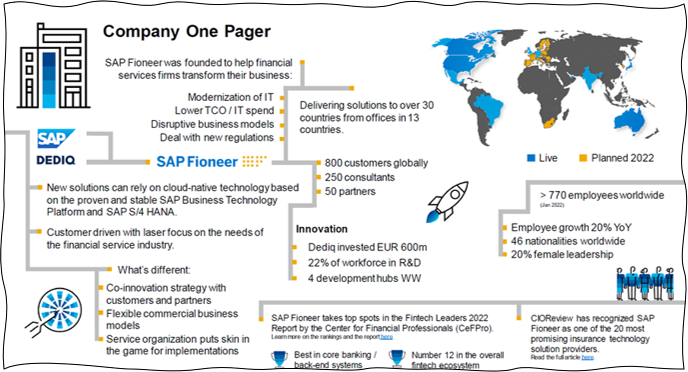 Company One Pager
SAP Fioneer was founded to help financial
services firms transform their business:
Modernization of IT
Lower TCO / IT spend
Disruptive business models
Deal with new regulations
Delivering solutions to over 30
countries from offices in 13
countries.
Live
Planned 2022
SAP
DEDIQ
SAP Fioneer
800 customers globally
250 consultants
50 partners
New solutions can rely on cloud-native technology based
on the proven and stable SAP Business Technology
Platform and SAP S/4 HANA.
Customer driven with laser focus on the needs of
the financial service industry.
> 770 employees worldwide
(Jan 2022)
Employee growth 20% YoY
46 nationalities worldwide
20% female leadership
Innovation
Dediq invested EUR 600m
22% of workforce in R&D
4 development hubs WW
What's different:
Co-innovation strategy with
customers and partners
Flexible commercial business
models
Service organization puts skin in
the game for implementations
SAP Fioneer takes top spots in the Fintech Leaders 2022
Report by the Center for Financial Professionals (CeFPro).
Learn more on the rankings and the report here
Best in core banking /
back-end systems
Number 12 in the overall
fintech ecosystem
CIOReview has recognized SAP
Fioneer as one of the 20 most
promising insurance technology
solution providers.
Read the full article here